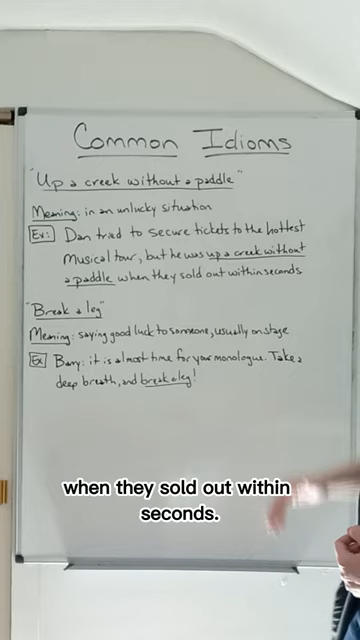 Common Idioms
"Up a creek without a paddle"
Meaning: in an unlucky situation
Ex: Dan tried to secure tickets to the hottest
musical tour, but he was up a creek without
a paddle when they sold out within seconds
"Break a leg"
Meaning: saying good luck to someone, usually on stage
Ex Barry: it is almost time for your monologue. Take a
deep breath, and break a leg!
when they sold out within
seconds.